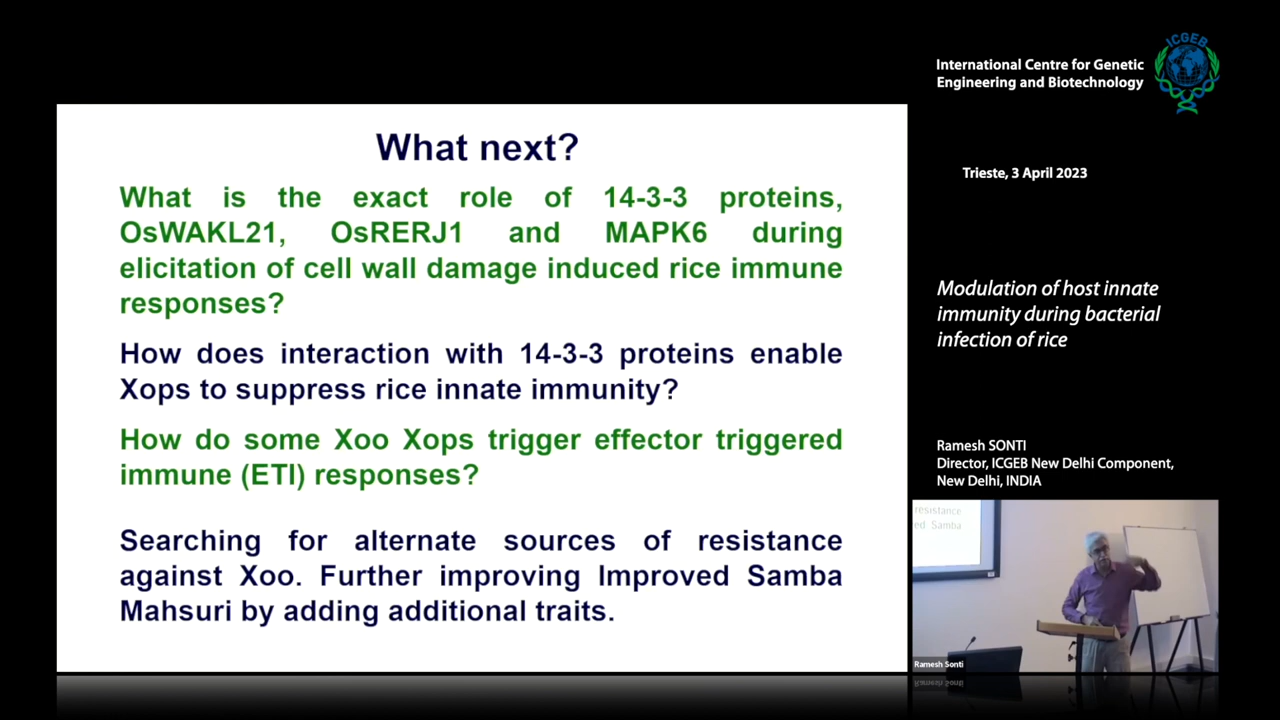 ICGEB
International Centre for Genetic
Engineering and Biotechnology
Trieste, 3 April 2023
What next?
What is the exact role of 14-3-3 proteins,
OsWAKL21, OsRERJ1 and MAPK6 during
elicitation of cell wall damage induced rice immune
responses?
How does interaction with 14-3-3 proteins enable
Xops to suppress rice innate immunity?
How do some Xoo Xops trigger effector triggered
immune (ETI) responses?
Searching for alternate sources of resistance
against Xoo. Further improving Improved Samba
Mahsuri by adding additional traits.
Modulation of host innate
immunity during bacterial
infection of rice
Ramesh SONTI
Director, ICGEB New Delhi Component,
New Delhi, INDIA
resistance
ed Samba
Ramesh Sonti